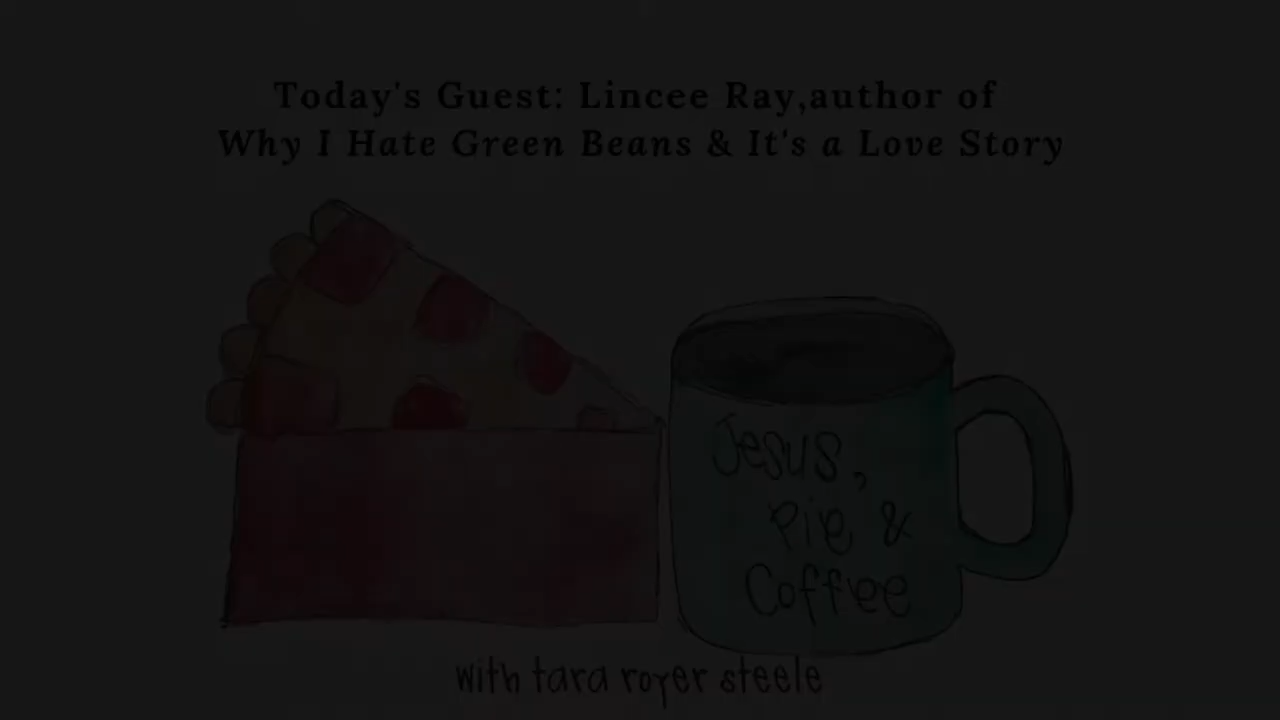 Today's Guest: Lincee Ray,author of
Why I Hate Green Beans & It's a Love Story
Jesus,
Pie &
Coffee
with tara royer steele